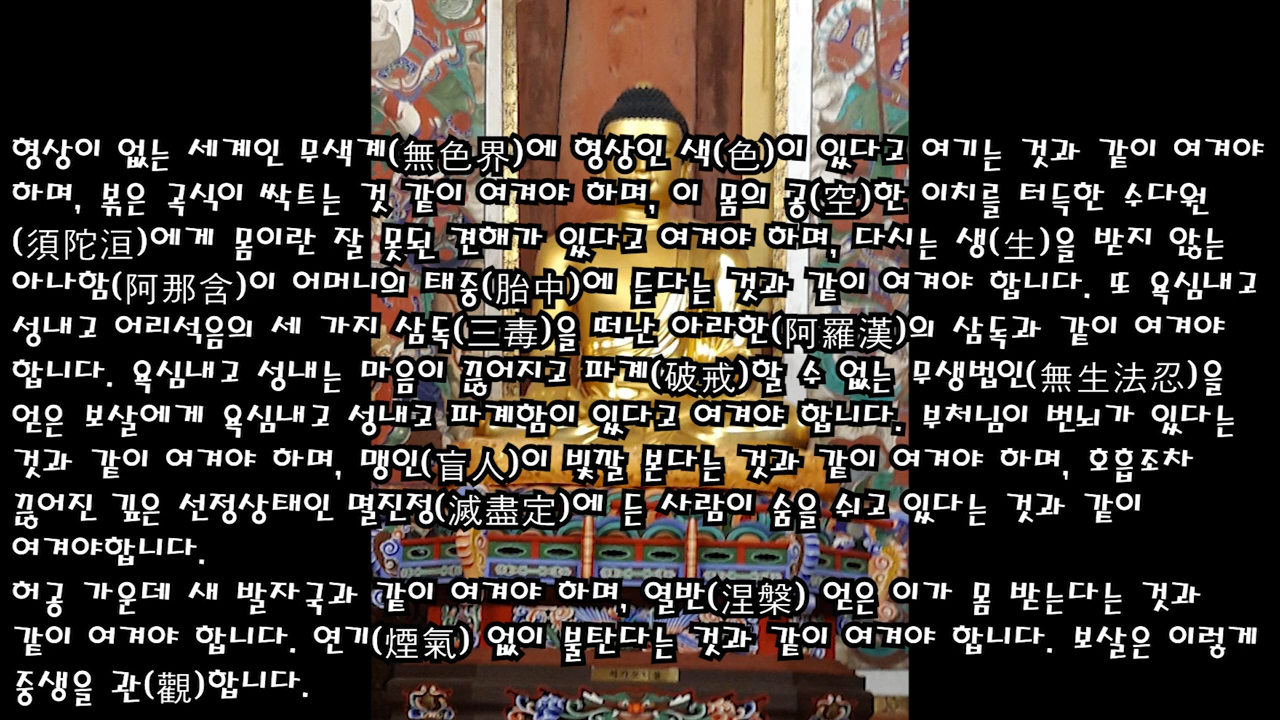 형상이 없는 세계인 무색계(無色界)에 형상인 색(色)이 있다고 여기는 것과 같이 여겨야
하며, 볶은 곡식이 싹트는 것 같이 여겨야 하며, 이 몸의 공(空)한 이치를 터득한 수다원
(須陀洹)에게 몸이란 잘 못된 견해가 있다고 여겨야 하며, 다시는 생(生)을 받지 않는
아나함(阿那含)이 어머니의 태중(胎中)에 든다는 것과 같이 여겨야 합니다. 또 욕심내고
성내고 어리석음의 세 가지 삼독(三毒)을 떠난 아라한(阿羅漢)의 삼독과 같이 여겨야
합니다. 욕심내고 성내는 마음이 끊어지고 파계(破戒)할 수 없는 무생법인(無生法忍)을
얻은 보살에게 욕심내고 성내고 파계함이 있다고 여겨야 합니다. 부처님이 번뇌가 있다는
것과 같이 여겨야 하며, 맹인(盲人)이 빛깔 본다는 것과 같이 여겨야 하며, 호흡조차
끊어진 깊은 선정상태인 멸진정(滅盡定)에 든 사람이 숨을 쉬고 있다는 것과 같이
여겨야합니다.
허공 가운데 새 발자국과 같이 여겨야 하며, 열반(涅槃) 얻은 이가 몸 받는다는 것과
같이 여겨야 합니다. 연기(煙氣) 없이 불탄다는 것과 같이 여겨야 합니다. 보살은 이렇게
중생을 관(觀)합니다.